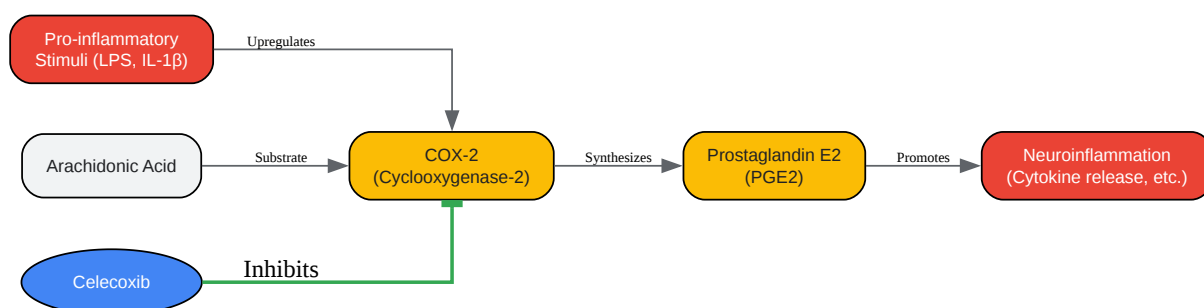 Pro-inflammatory
Stimuli (LPS, IL-1β)
Upregulates
Arachidonic Acid
Substrate
COX-2
(Cyclooxygenase-2)
Synthesizes
Prostaglandin E2
(PGE2)
Promotes
Neuroinflammation
(Cytokine release, etc.)
Celecoxib
Inhibits